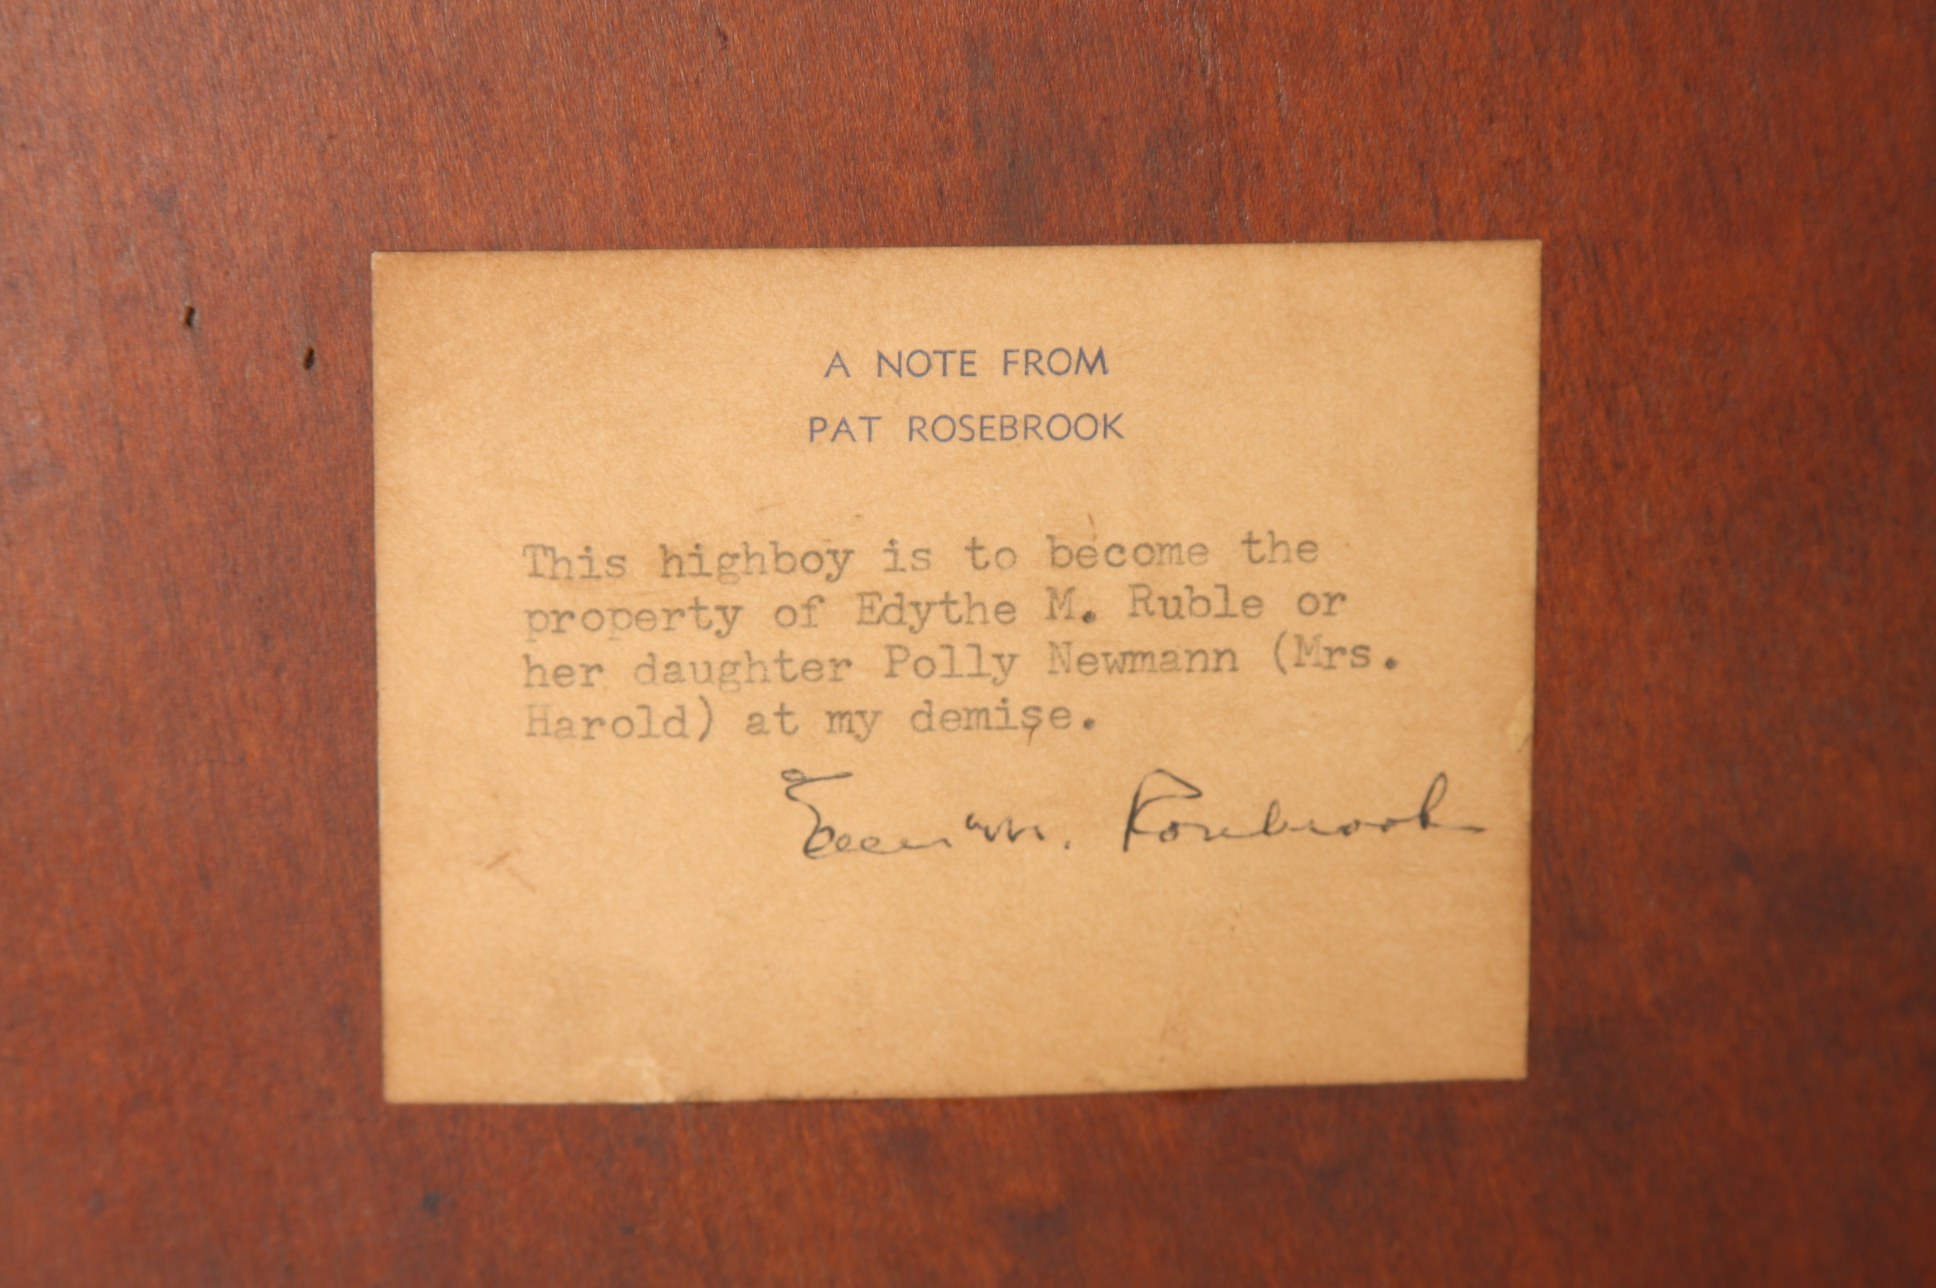 A NOTE FROM
PAT ROSEBROOK
This highboy is to become the
property of Edythe M. Ruble or
her daughter Polly Newmann (Mrs.
Harold) at my demise.
M. Rosebrook